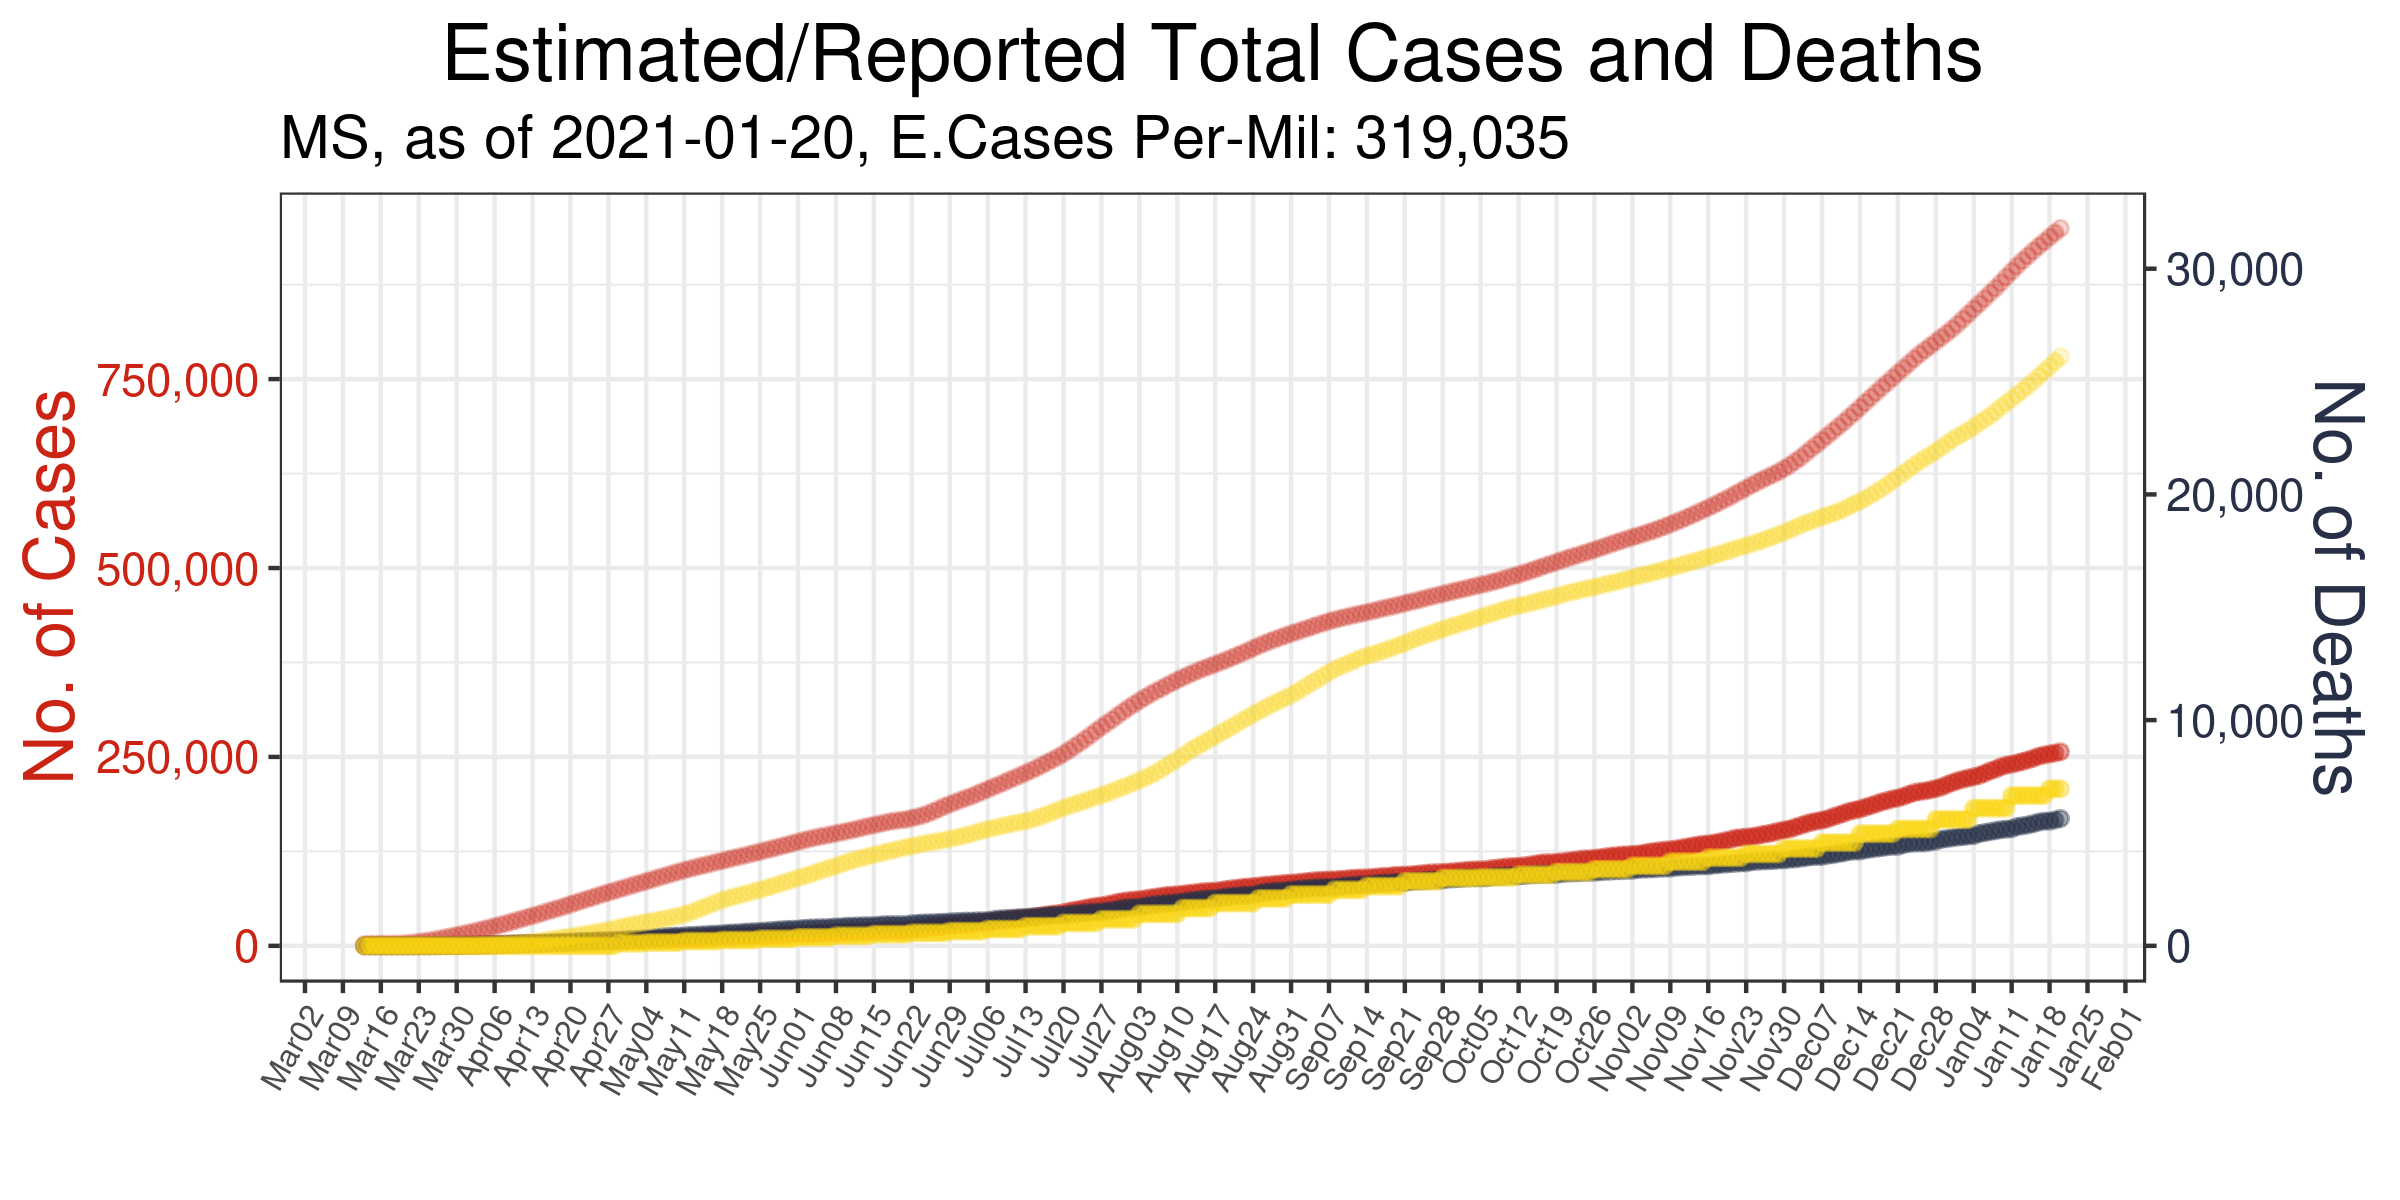 Estimated/Reported Total Cases and Deaths
MS, as of 2021-01-20, E.Cases Per-Mil: 319,035
No. of Cases
750,000
500,000
250,000
0
30,000
20,000
10,000
0
No. of Deaths
Mar02
Mar09
Mar16
Mar23
Mar30
Apr06
Apr13
Apr20
Apr27
May04
May11
May18
May25
Jun01
Jun08
Jun15
Jun22
Jun29
Jul06
Jul13
Jul20
Jul27
Aug03
Aug10
Aug17
Aug24
Aug31
Sep07
Sep14
Sep21
Sep28
Oct05
Oct12
Oct19
Oct26
Nov02
Nov09
Nov16
Nov23
Nov30
Dec07
Dec14
Dec21
Dec28
Jan04
Jan11
Jan18
Jan25
Feb01